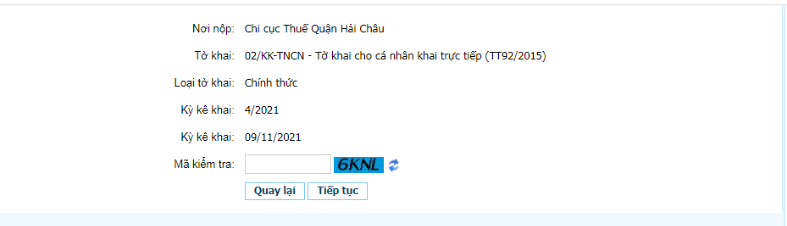 Nơi nộp: Chi cục Thuế Quận Hải Châu
Tờ khai: 02/KK-TNCN - Tờ khai cho cá nhân khai trực tiếp (TT92/2015)
Loại tờ khai: Chính thức
Kỳ kê khai: 4/2021
Kỳ kê khai: 09/11/2021
Mã kiểm tra: 6KNL
Quay lại Tiếp tục